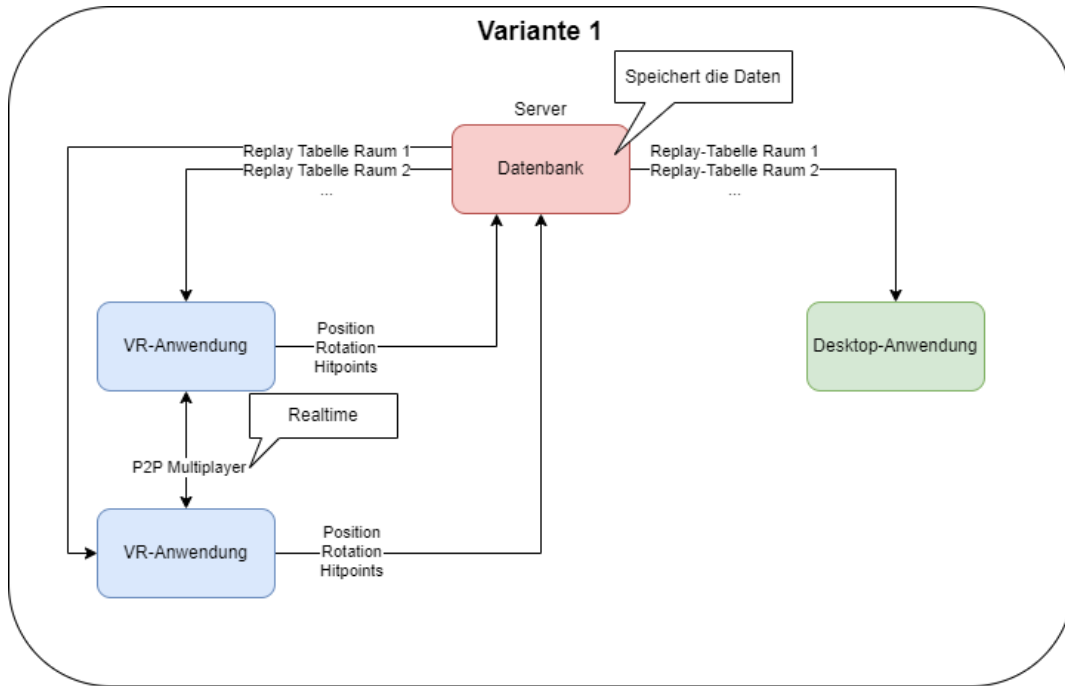 Variante 1
Speichert die Daten
Server
Datenbank
Replay Tabelle Raum 1
Replay Tabelle Raum 2
...
Replay-Tabelle Raum 1
Replay-Tabelle Raum 2
...
VR-Anwendung
Position
Rotation
Hitpoints
Desktop-Anwendung
Realtime
P2P Multiplayer
VR-Anwendung
Position
Rotation
Hitpoints